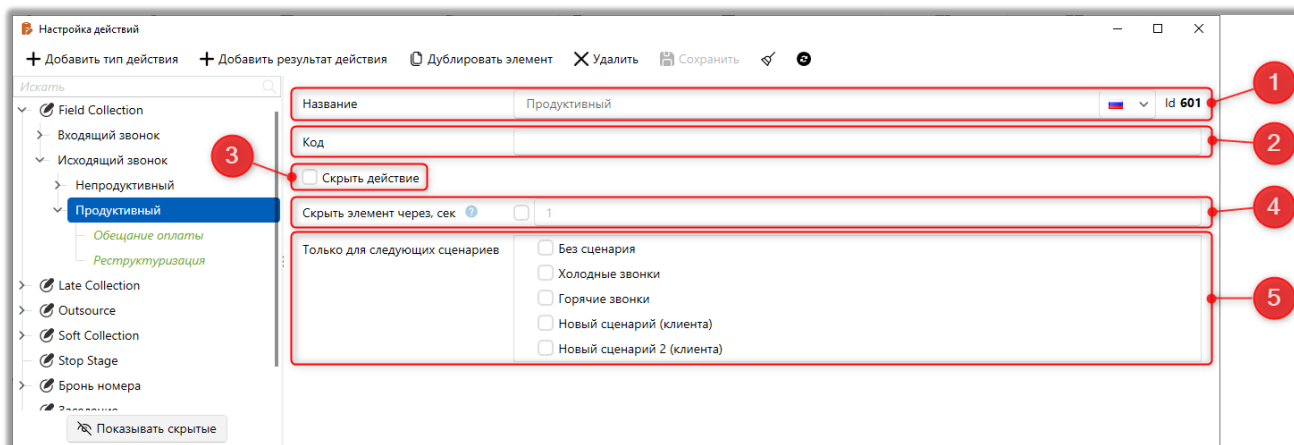 Настройка действий
Добавить тип действия Добавить результат действия Дублировать элемент Удалить Сохранить
Искать
Field Collection
Входящий звонок
Исходящий звонок
Непродуктивный
Продуктивный
Обещание оплаты
Реструктуризация
Late Collection
Outsource
Soft Collection
Stop Stage
Бронь номера
Показывать скрытые
Название Продуктивный Id 601
1
Код
2
3
Скрыть действие
Скрыть элемент через, сек ? 1
4
Только для следующих сценариев Без сценария
Холодные звонки
Горячие звонки
5
Новый сценарий (клиента)
Новый сценарий 2 (клиента)